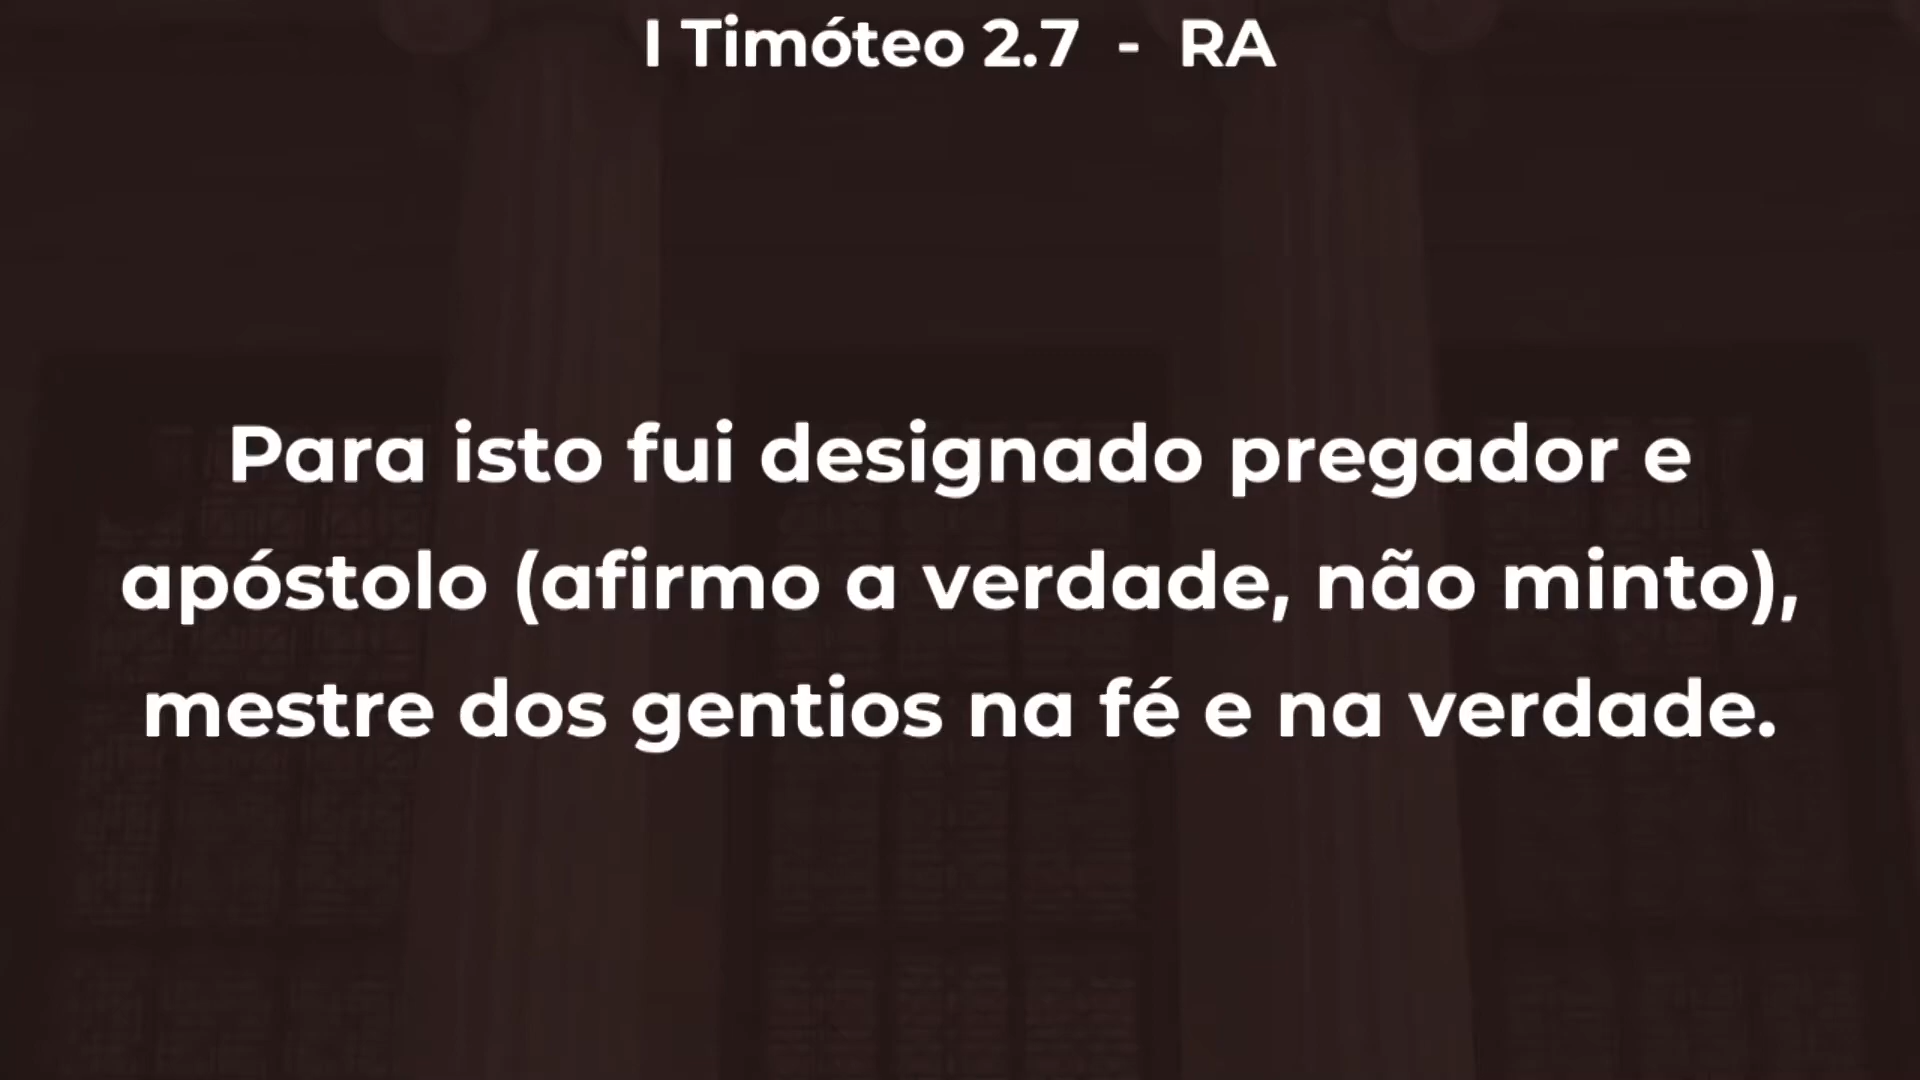 I Timóteo 2.7 - RA
Para isto fui designado pregador e
apóstolo (afirmo a verdade, não minto),
mestre dos gentios na fé e na verdade.